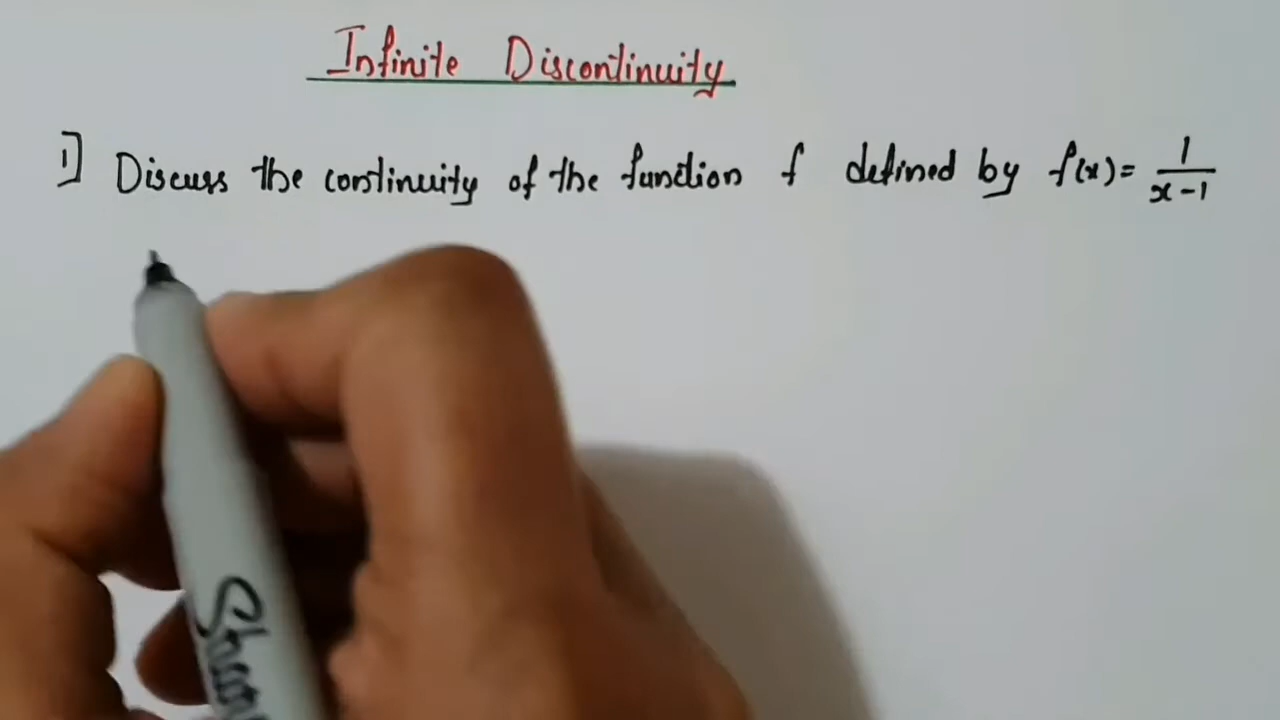 Infinite Discontinuity
1] Discuss the continuity of the function f defined by f(x) = 1/(x-1)